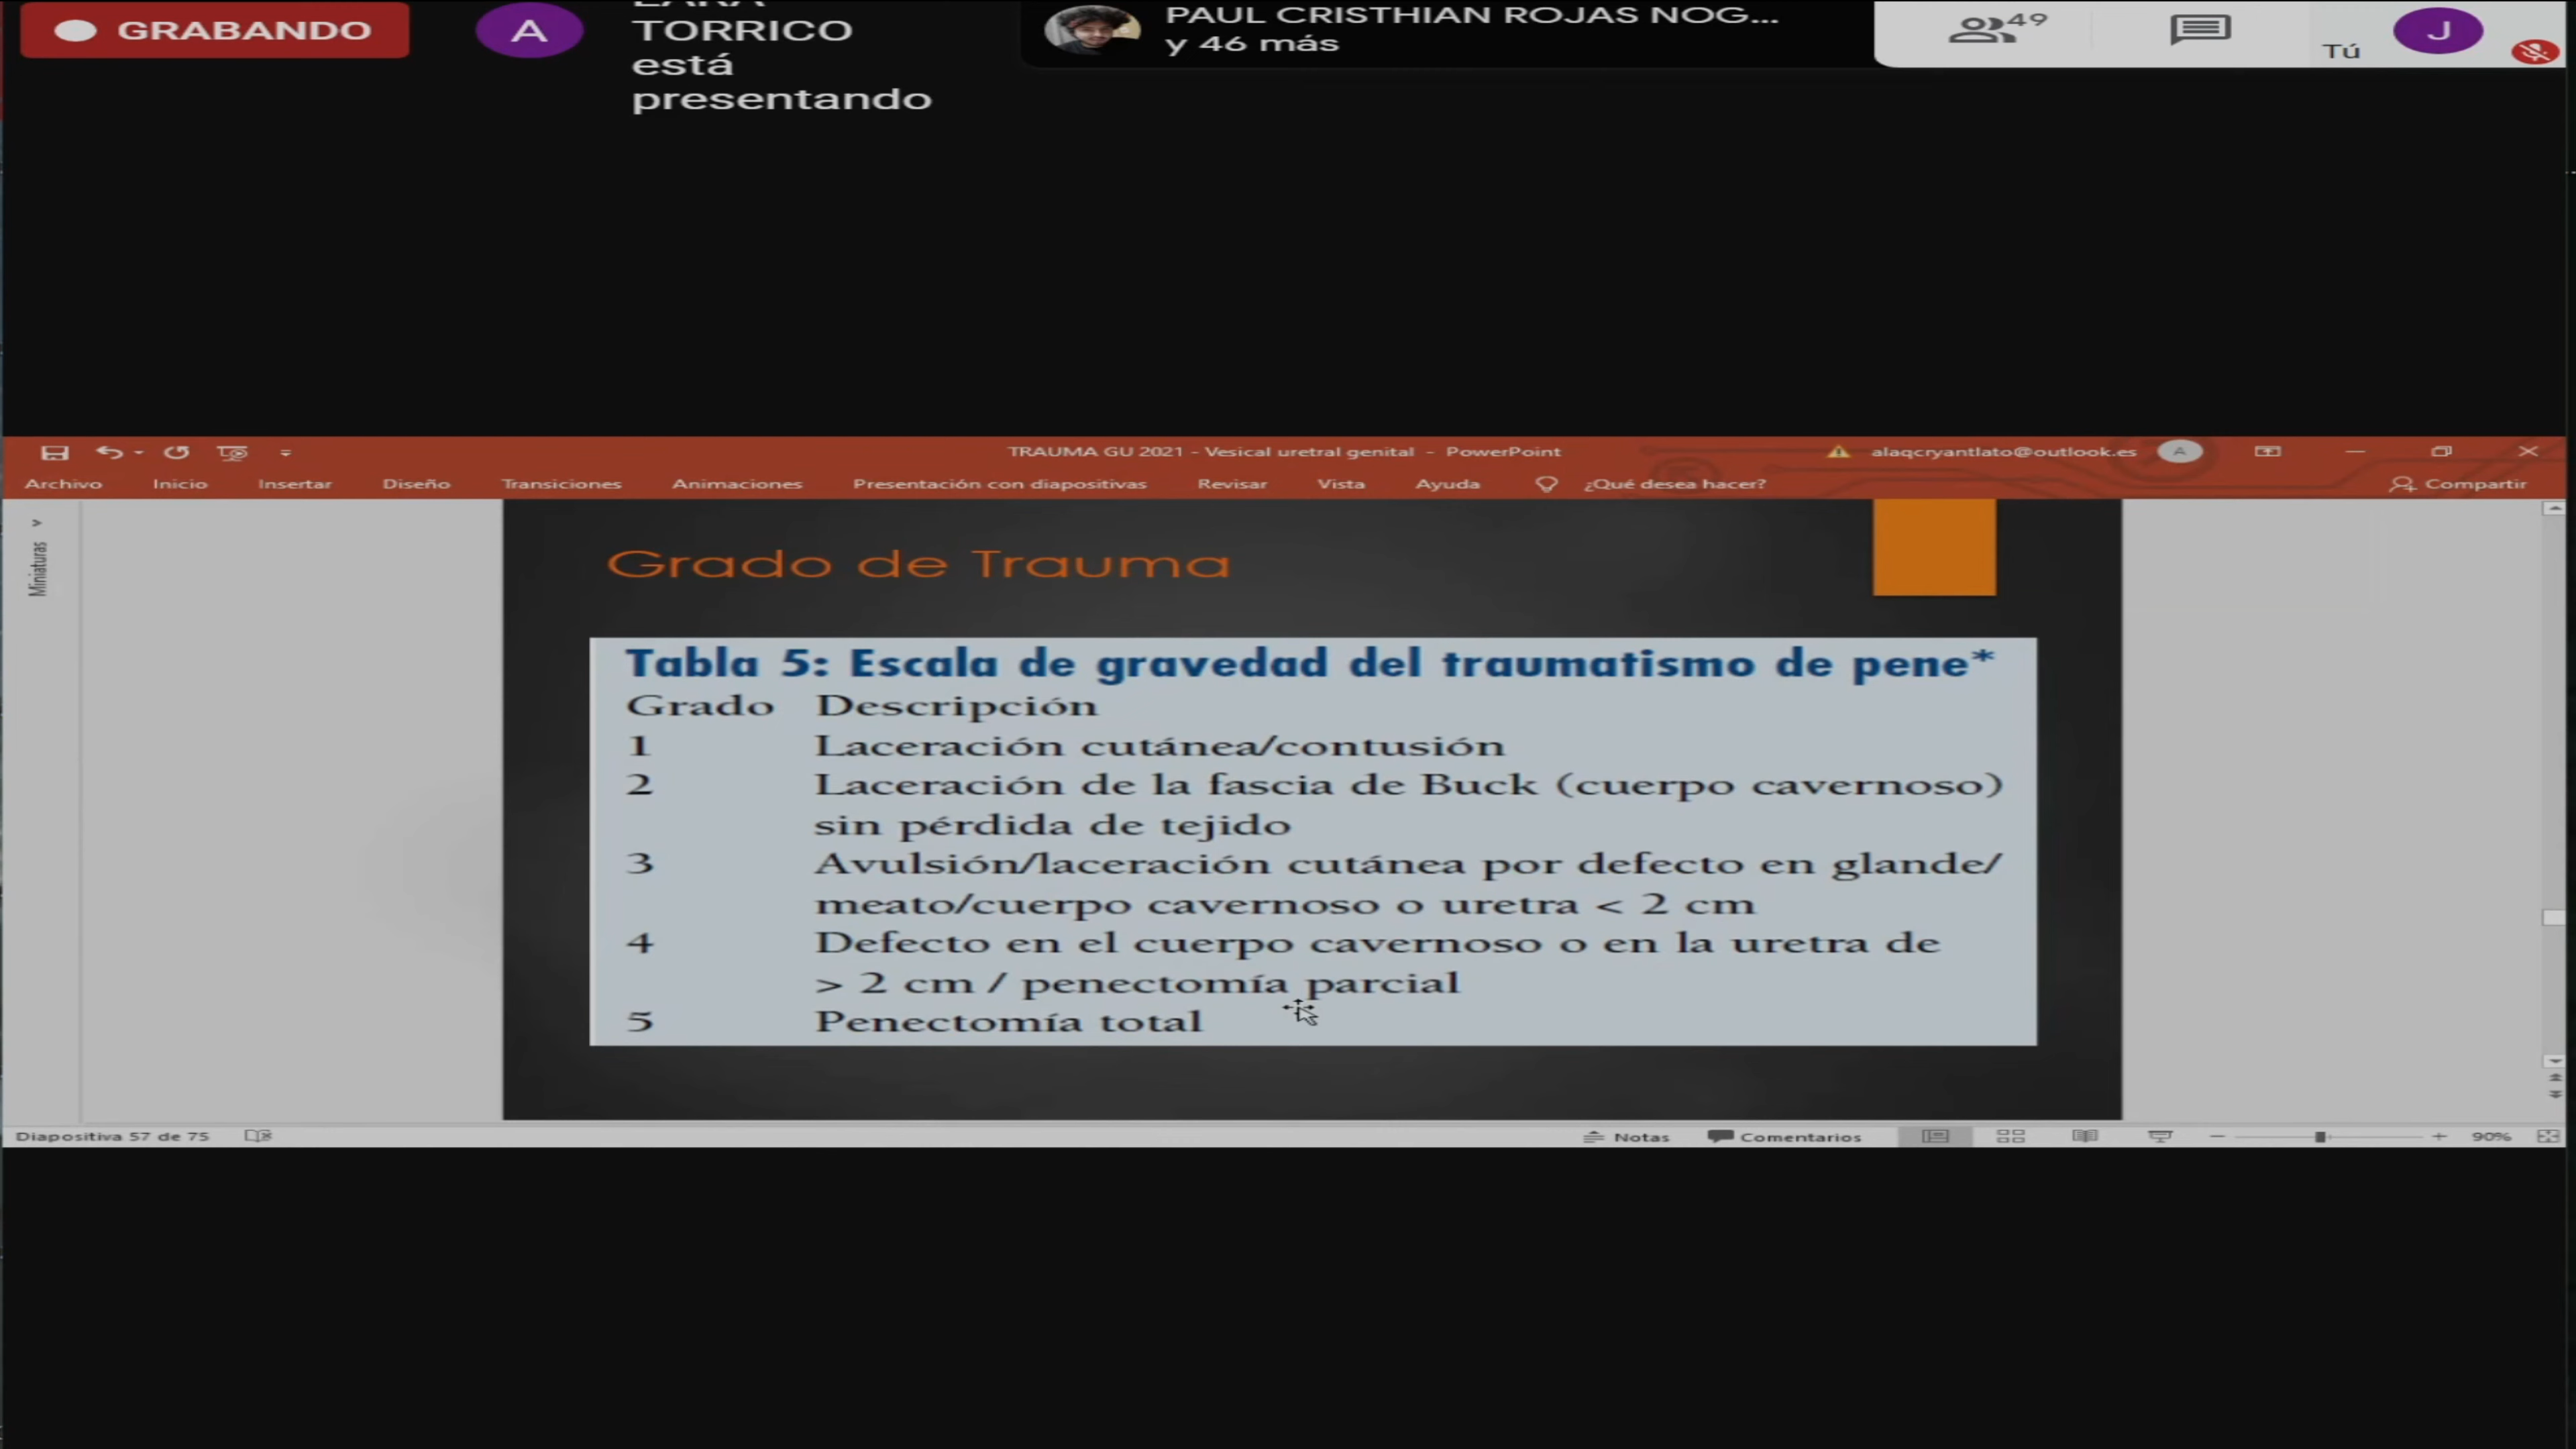 GRABANDO
A
TORRICO
está
presentando
PAUL CRISTHIAN ROJAS NOG...
y 46 más
49
Tú
J
TRAUMA GU 2021 - Vesical uretral genital - PowerPoint
alaqcryantlato@outlook.es
A
Archivo Inicio Insertar Diseño Transiciones Animaciones Presentación con diapositivas Revisar Vista Ayuda ¿Qué desea hacer? Compartir
Miniaturas
Grado de Trauma
Tabla 5: Escala de gravedad del traumatismo de pene*
Grado Descripción
1 Laceración cutánea/contusión
2 Laceración de la fascia de Buck (cuerpo cavernoso)
sin pérdida de tejido
3 Avulsión/laceración cutánea por defecto en glande/
meato/cuerpo cavernoso o uretra < 2 cm
4 Defecto en el cuerpo cavernoso o en la uretra de
> 2 cm / penectomía parcial
5 Penectomía total
Diapositiva 57 de 75
Notas Comentarios 90%